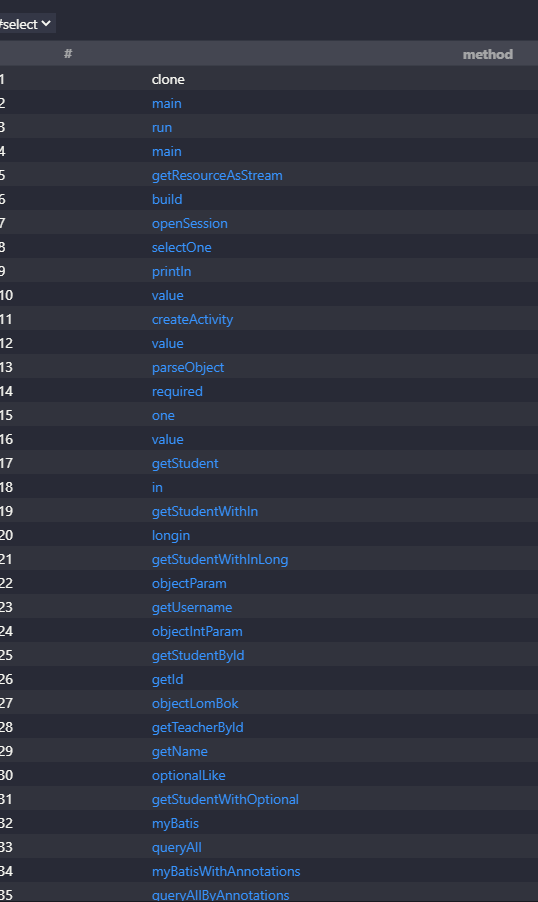 #select
# method
1 clone
2 main
3 run
4 main
5 getResourceAsStream
6 build
7 openSession
8 selectOne
9 println
10 value
11 createActivity
12 value
13 parseObject
14 required
15 one
16 value
17 getStudent
18 in
19 getStudentWithIn
20 longin
21 getStudentWithInLong
22 objectParam
23 getUsername
24 objectIntParam
25 getStudentById
26 getId
27 objectLomBok
28 getTeacherById
29 getName
30 optionalLike
31 getStudentWithOptional
32 myBatis
33 queryAll
34 myBatisWithAnnotations
35 queryAllByAnnotations